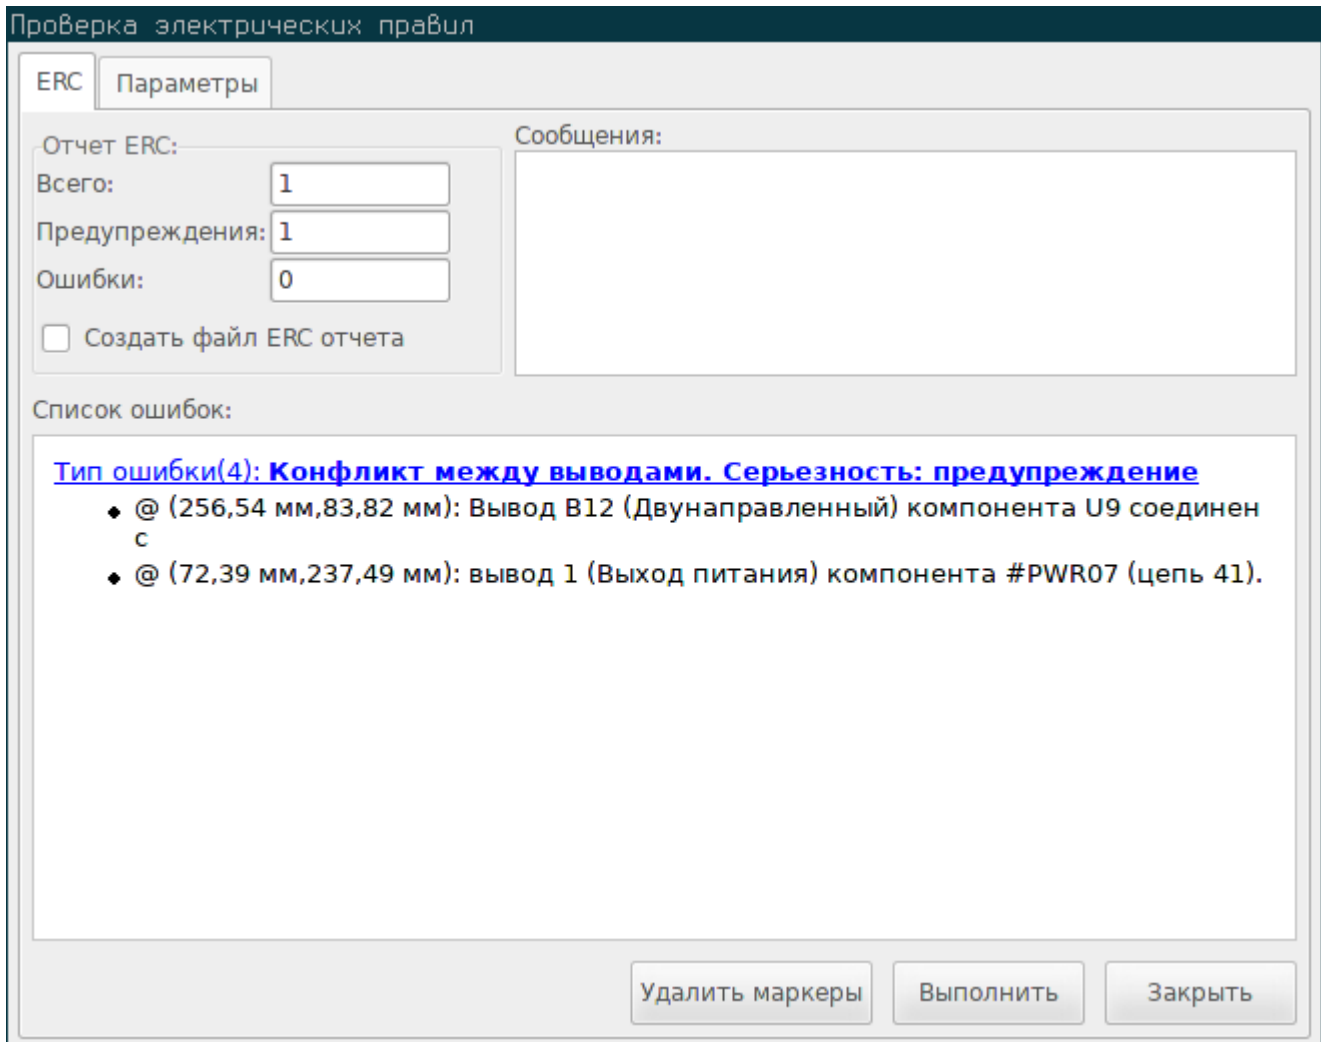 Проверка электрических правил
ERC
Параметры
Отчет ERC:
Сообщения:
Всего:
1
Предупреждения:
1
Ошибки:
0
Создать файл ERC отчета
Список ошибок:
Тип ошибки(4): Конфликт между выводами. Серьезность: предупреждение
@ (256,54 мм,83,82 мм): Вывод B12 (Двунаправленный) компонента U9 соединен
с
@ (72,39 мм,237,49 мм): вывод 1 (Выход питания) компонента #PWR07 (цепь 41).
Удалить маркеры
Выполнить
Закрыть